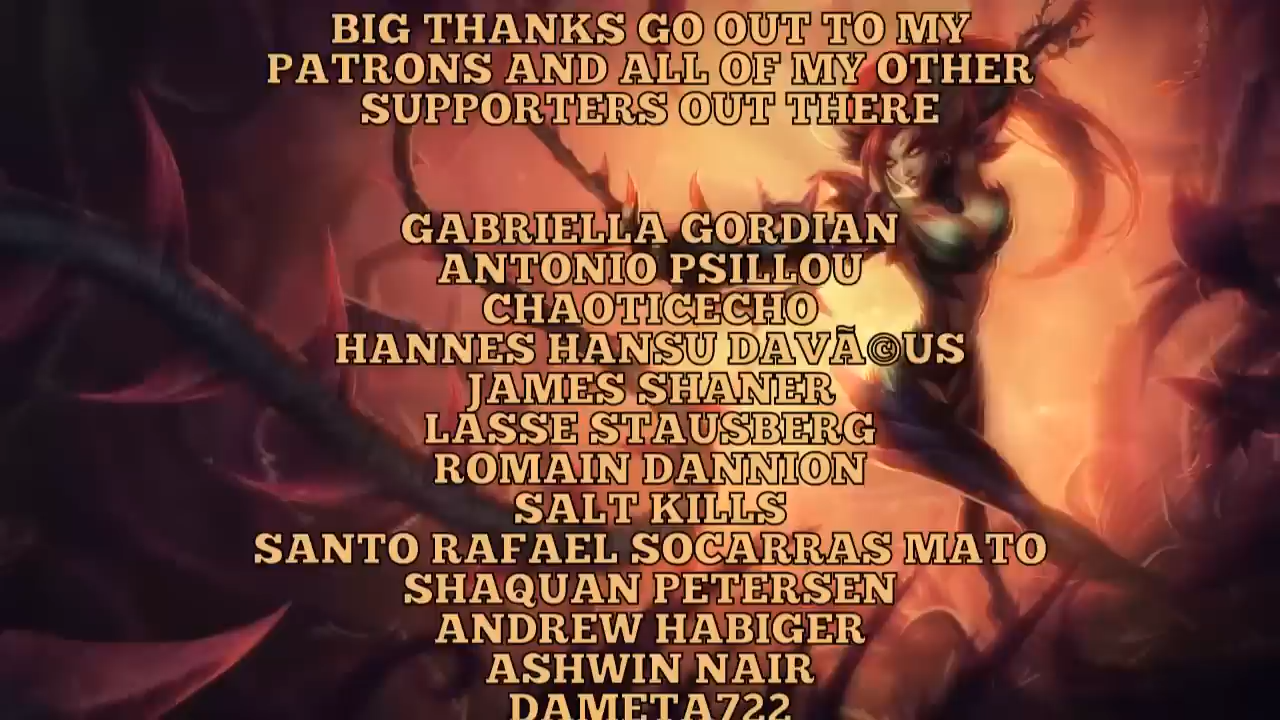 BIG THANKS GO OUT TO MY
PATRONS AND ALL OF MY OTHER
SUPPORTERS OUT THERE
GABRIELLA GORDIAN
ANTONIO PSILLOU
CHAOTICECHO
HANNES HANSU DAVÃ©US
JAMES SHANER
LASSE STAUSBERG
ROMAIN DANNION
SALT KILLS
SANTO RAFAEL SOCARRAS MATO
SHAQUAN PETERSEN
ANDREW HABIGER
ASHWIN NAIR
DAMETA722